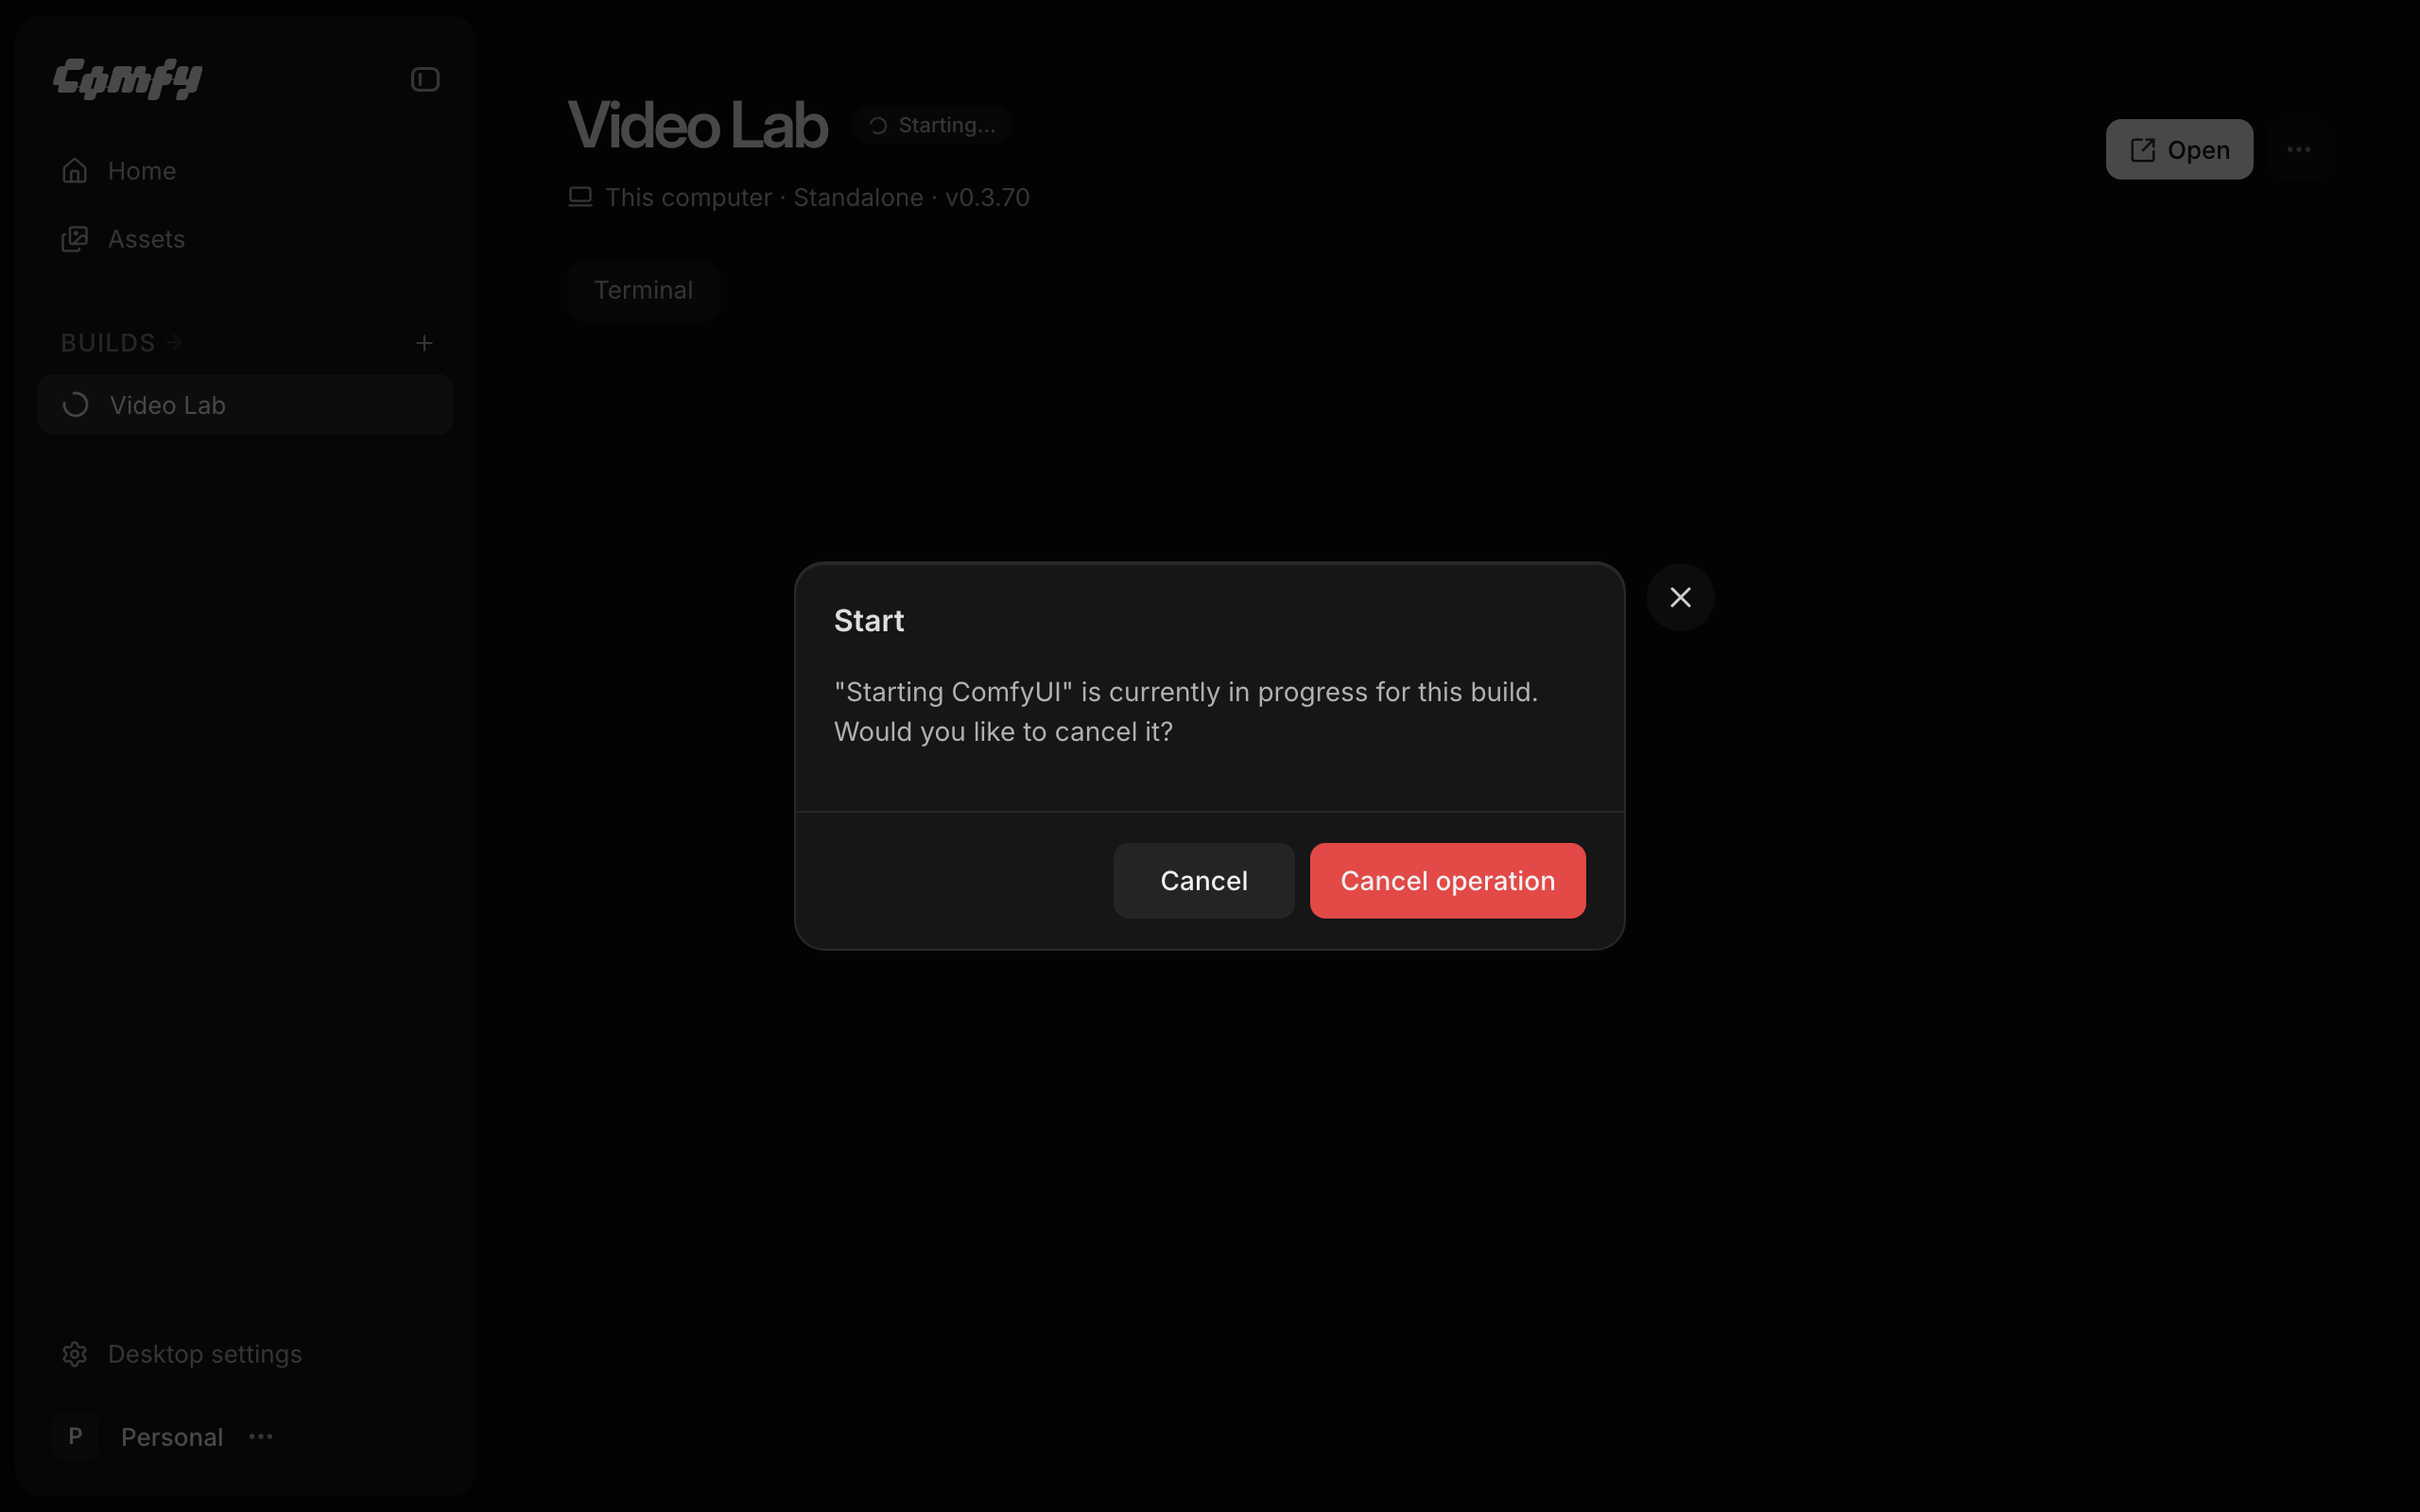 Comfy
Home
Assets
BUILDS
Video Lab
Desktop settings
P Personal
Video Lab Starting...
This computer · Standalone · v0.3.70
Open
Terminal
Start
"Starting ComfyUI" is currently in progress for this build.
Would you like to cancel it?
Cancel
Cancel operation